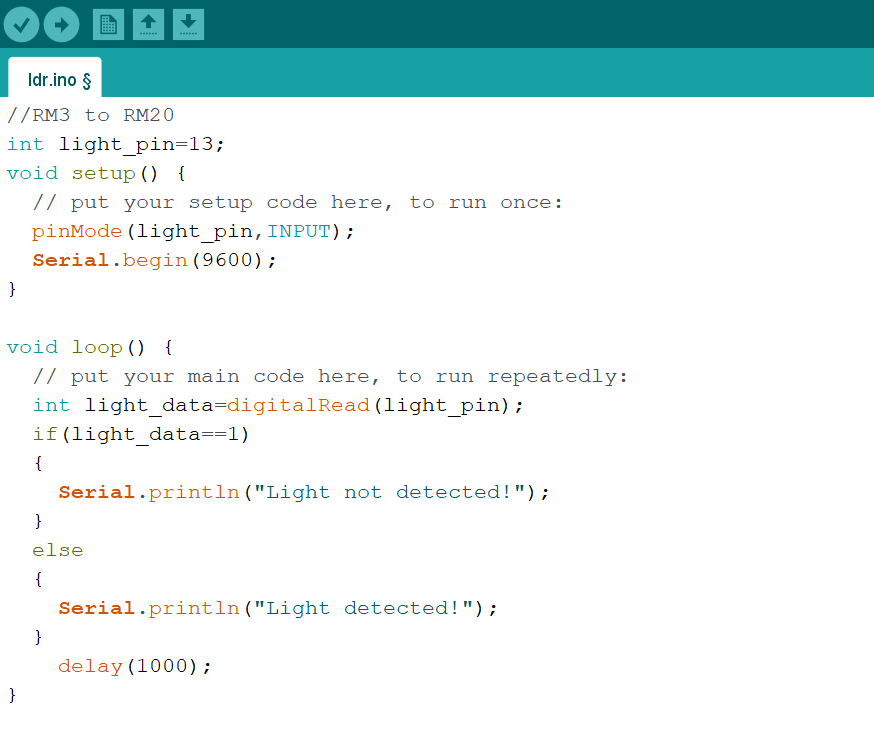 ldr.ino §
//RM3 to RM20
int light_pin=13;
void setup() {
  // put your setup code here, to run once:
  pinMode(light_pin,INPUT);
  Serial.begin(9600);
}

void loop() {
  // put your main code here, to run repeatedly:
  int light_data=digitalRead(light_pin);
  if(light_data==1)
  {
    Serial.println("Light not detected!");
  }
  else
  {
    Serial.println("Light detected!");
  }
    delay(1000);
}